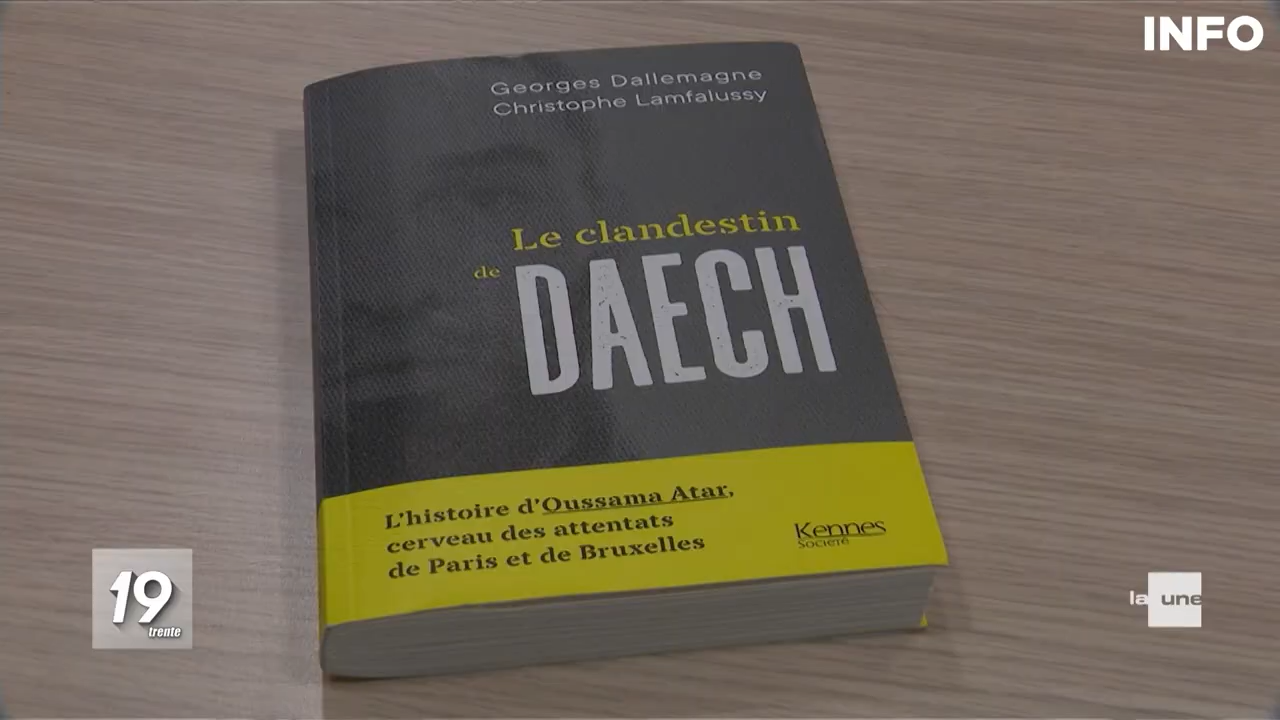 INFO
Georges Dallemagne
Christophe Lamfalussy
Le clandestin
de
DAECH
L'histoire d'Oussama Atar,
cerveau des attentats
de Paris et de Bruxelles
Kennes
Société
19
trente
la une